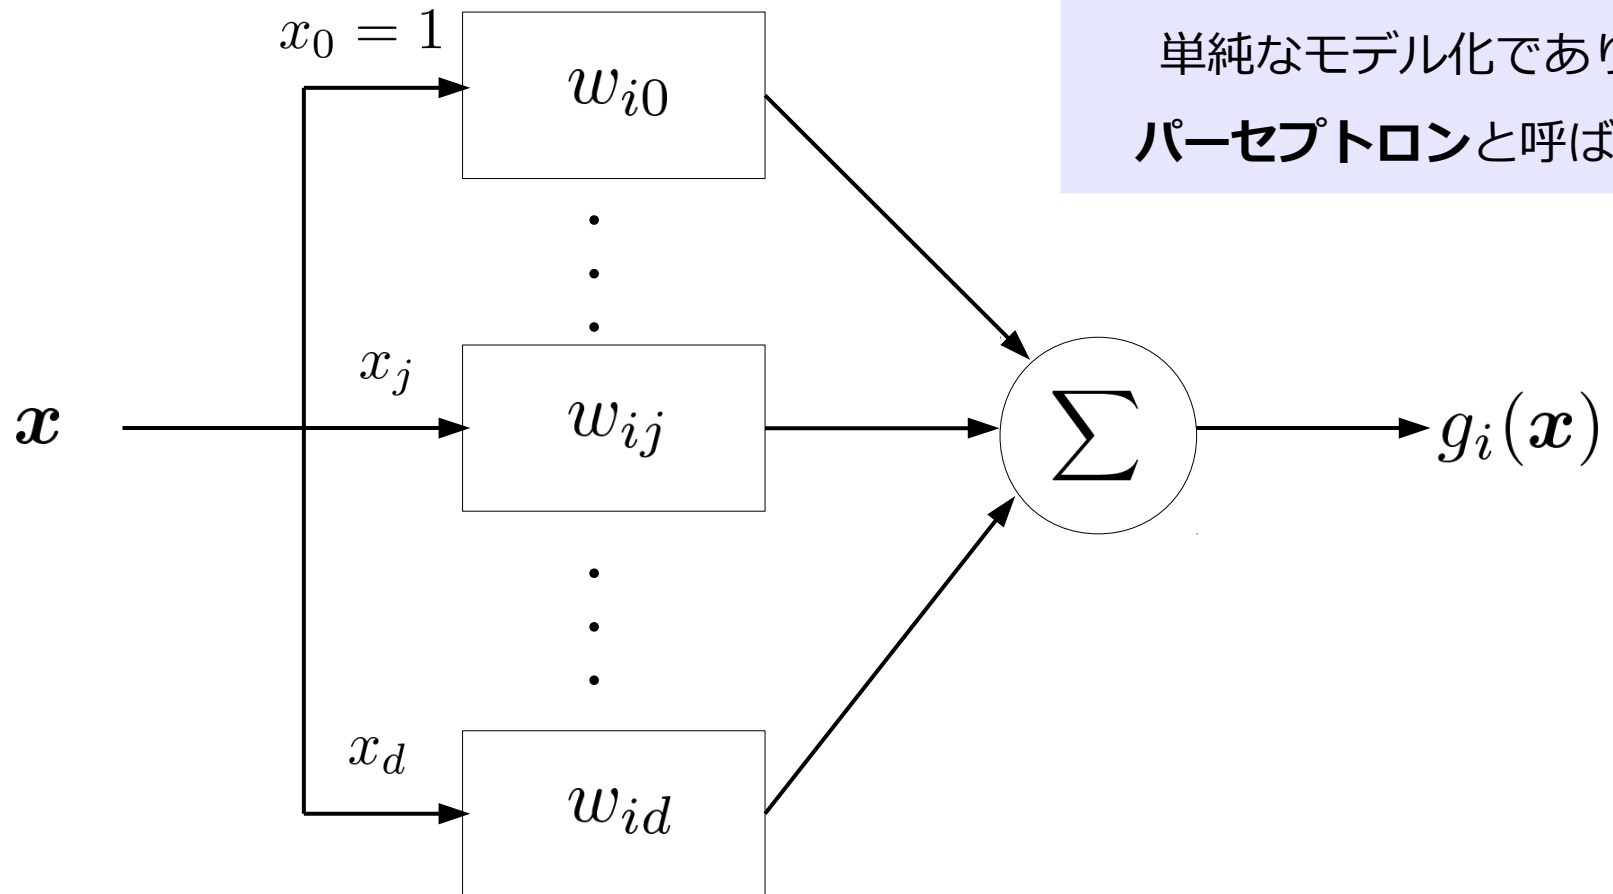 x_0 = 1
w_{i0}
単純なモデル化であり
パーセプトロンと呼ば
x_j
w_{ij}
x
∑
g_i(x)
x_d
w_{id}